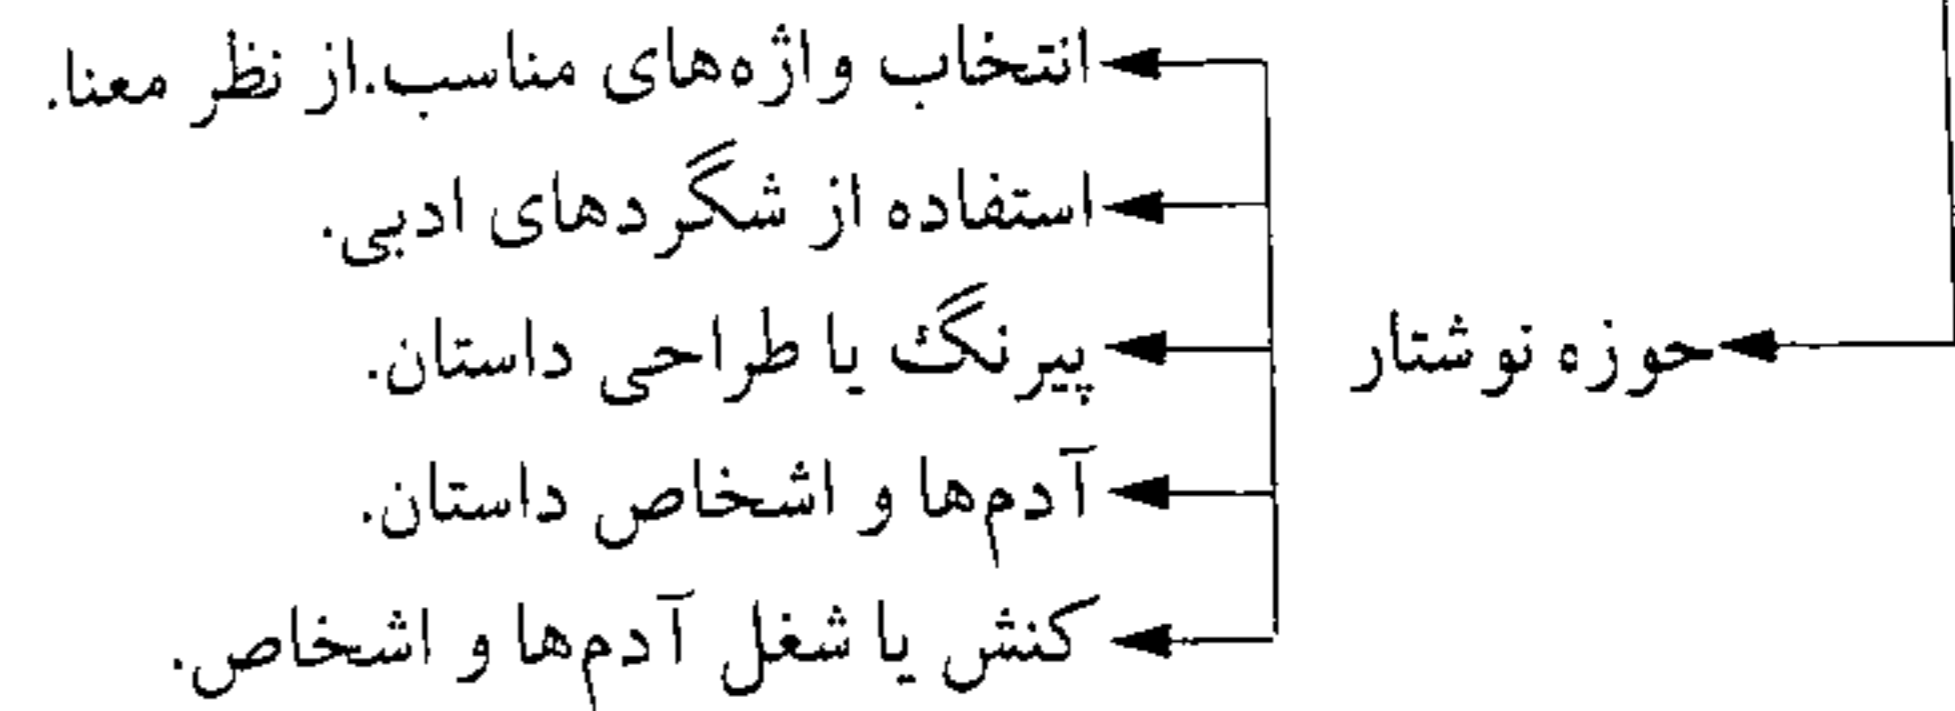 انتخاب واژه‌های مناسب.از نظر معنا.
استفاده از شگردهای ادبی.
حوزه نوشتار
پیرنگ یا طراحی داستان.
آدم‌ها و اشخاص داستان.
کنش یا شغل آدم‌ها و اشخاص.